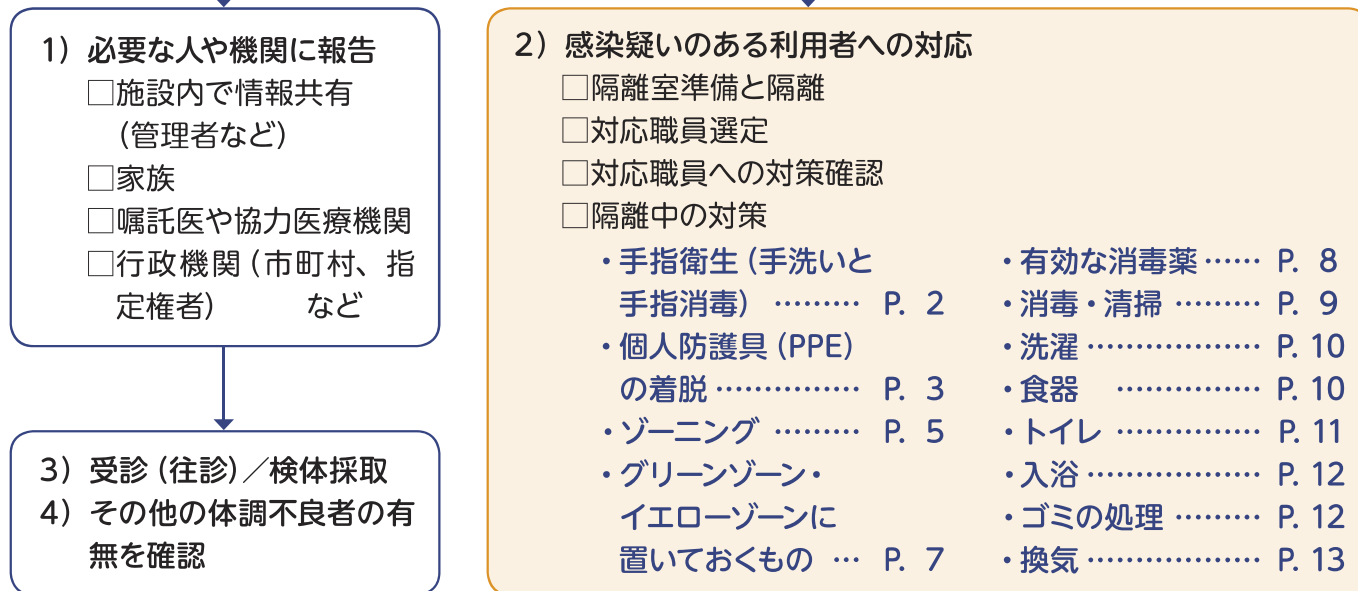 1）必要な人や機関に報告
□施設内で情報共有
（管理者など）
□家族
□嘱託医や協力医療機関
□行政機関（市町村、指
定権者）　　　など
3）受診（往診）／検体採取
4）その他の体調不良者の有
無を確認
2）感染疑いのある利用者への対応
□隔離室準備と隔離
□対応職員選定
□対応職員への対策確認
□隔離中の対策
・手指衛生（手洗いと
手指消毒） ……… P. 2
・個人防護具（PPE）
の着脱 …………… P. 3
・ゾーニング ……… P. 5
・グリーンゾーン・
イエローゾーンに
置いておくもの … P. 7
・有効な消毒薬 …… P. 8
・消毒・清掃 ……… P. 9
・洗濯 ……………… P. 10
・食器 …………… P. 10
・トイレ …………… P. 11
・入浴 ……………… P. 12
・ゴミの処理 ……… P. 12
・換気 ……………… P. 13